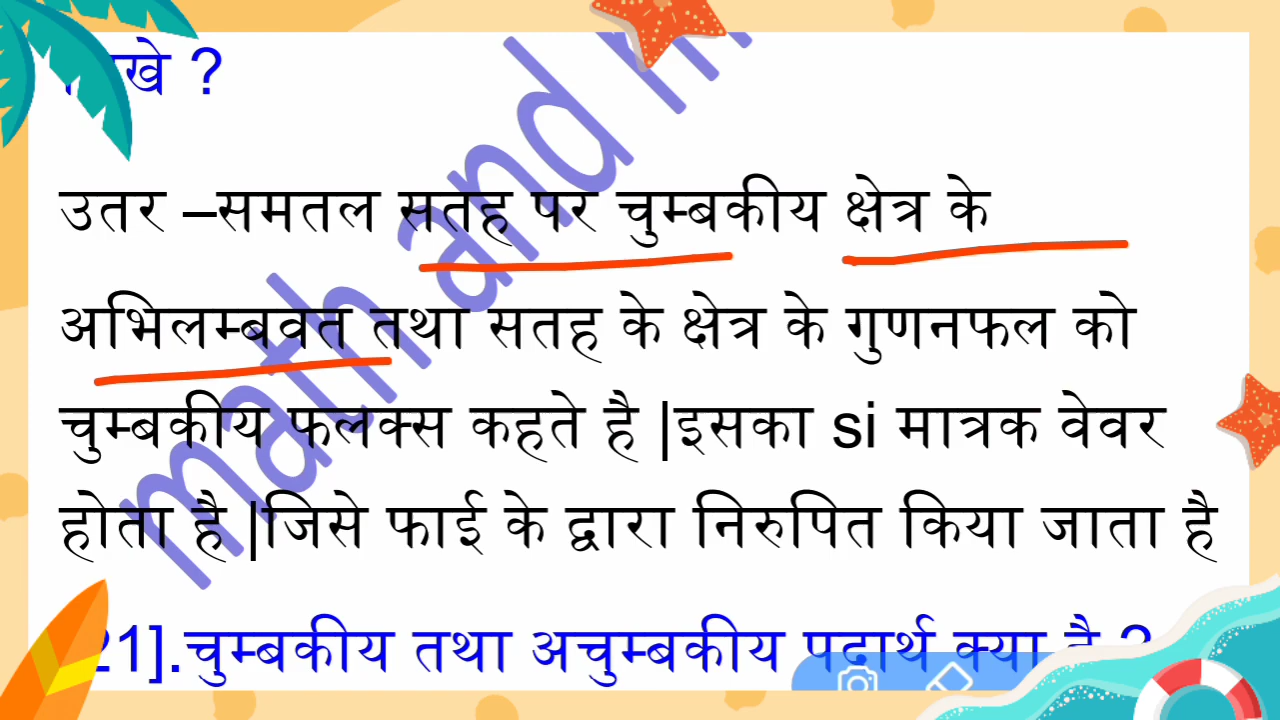 ?
उतर –समतल सतह पर चुम्बकीय क्षेत्र के
अभिलम्बवत तथा सतह के क्षेत्र के गुणनफल को
चुम्बकीय फलक्स कहते है |इसका si मात्रक वेवर
होता है |जिसे फाई के द्वारा निरुपित किया जाता है
21].चुम्बकीय तथा अचुम्बकीय पदार्थ क्या है ?
math and